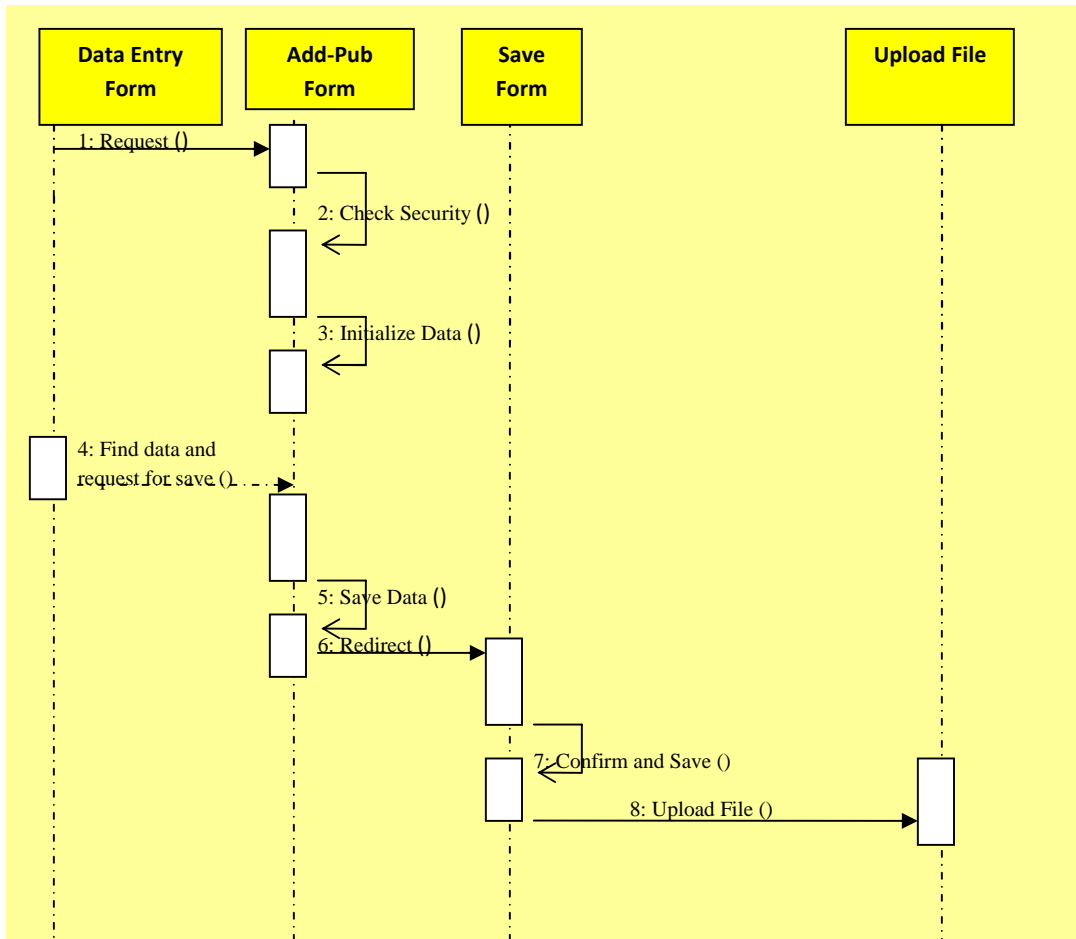 Data Entry
Form
Add-Pub
Form
Save
Form
Upload File
1: Request ()
2: Check Security ()
3: Initialize Data ()
4: Find data and
request for save ()
5: Save Data ()
6: Redirect ()
7: Confirm and Save ()
8: Upload File ()